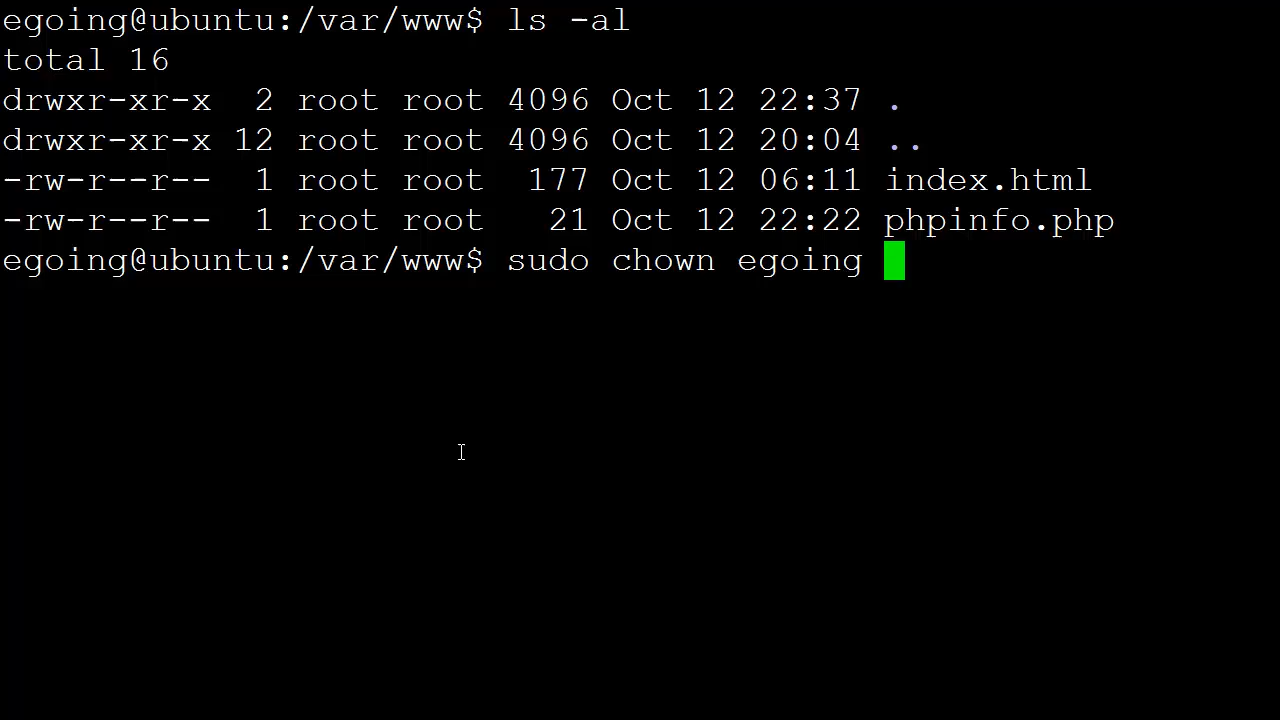 egoing@ubuntu:/var/www$ ls -al
total 16
drwxr-xr-x  2 root root 4096 Oct 12 22:37 .
drwxr-xr-x 12 root root 4096 Oct 12 20:04 ..
-rw-r--r--  1 root root  177 Oct 12 06:11 index.html
-rw-r--r--  1 root root   21 Oct 12 22:22 phpinfo.php
egoing@ubuntu:/var/www$ sudo chown egoing